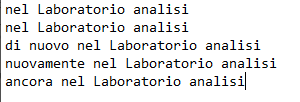 nel Laboratorio analisi
nel Laboratorio analisi
di nuovo nel Laboratorio analisi
nuovamente nel Laboratorio analisi
ancora nel Laboratorio analisi